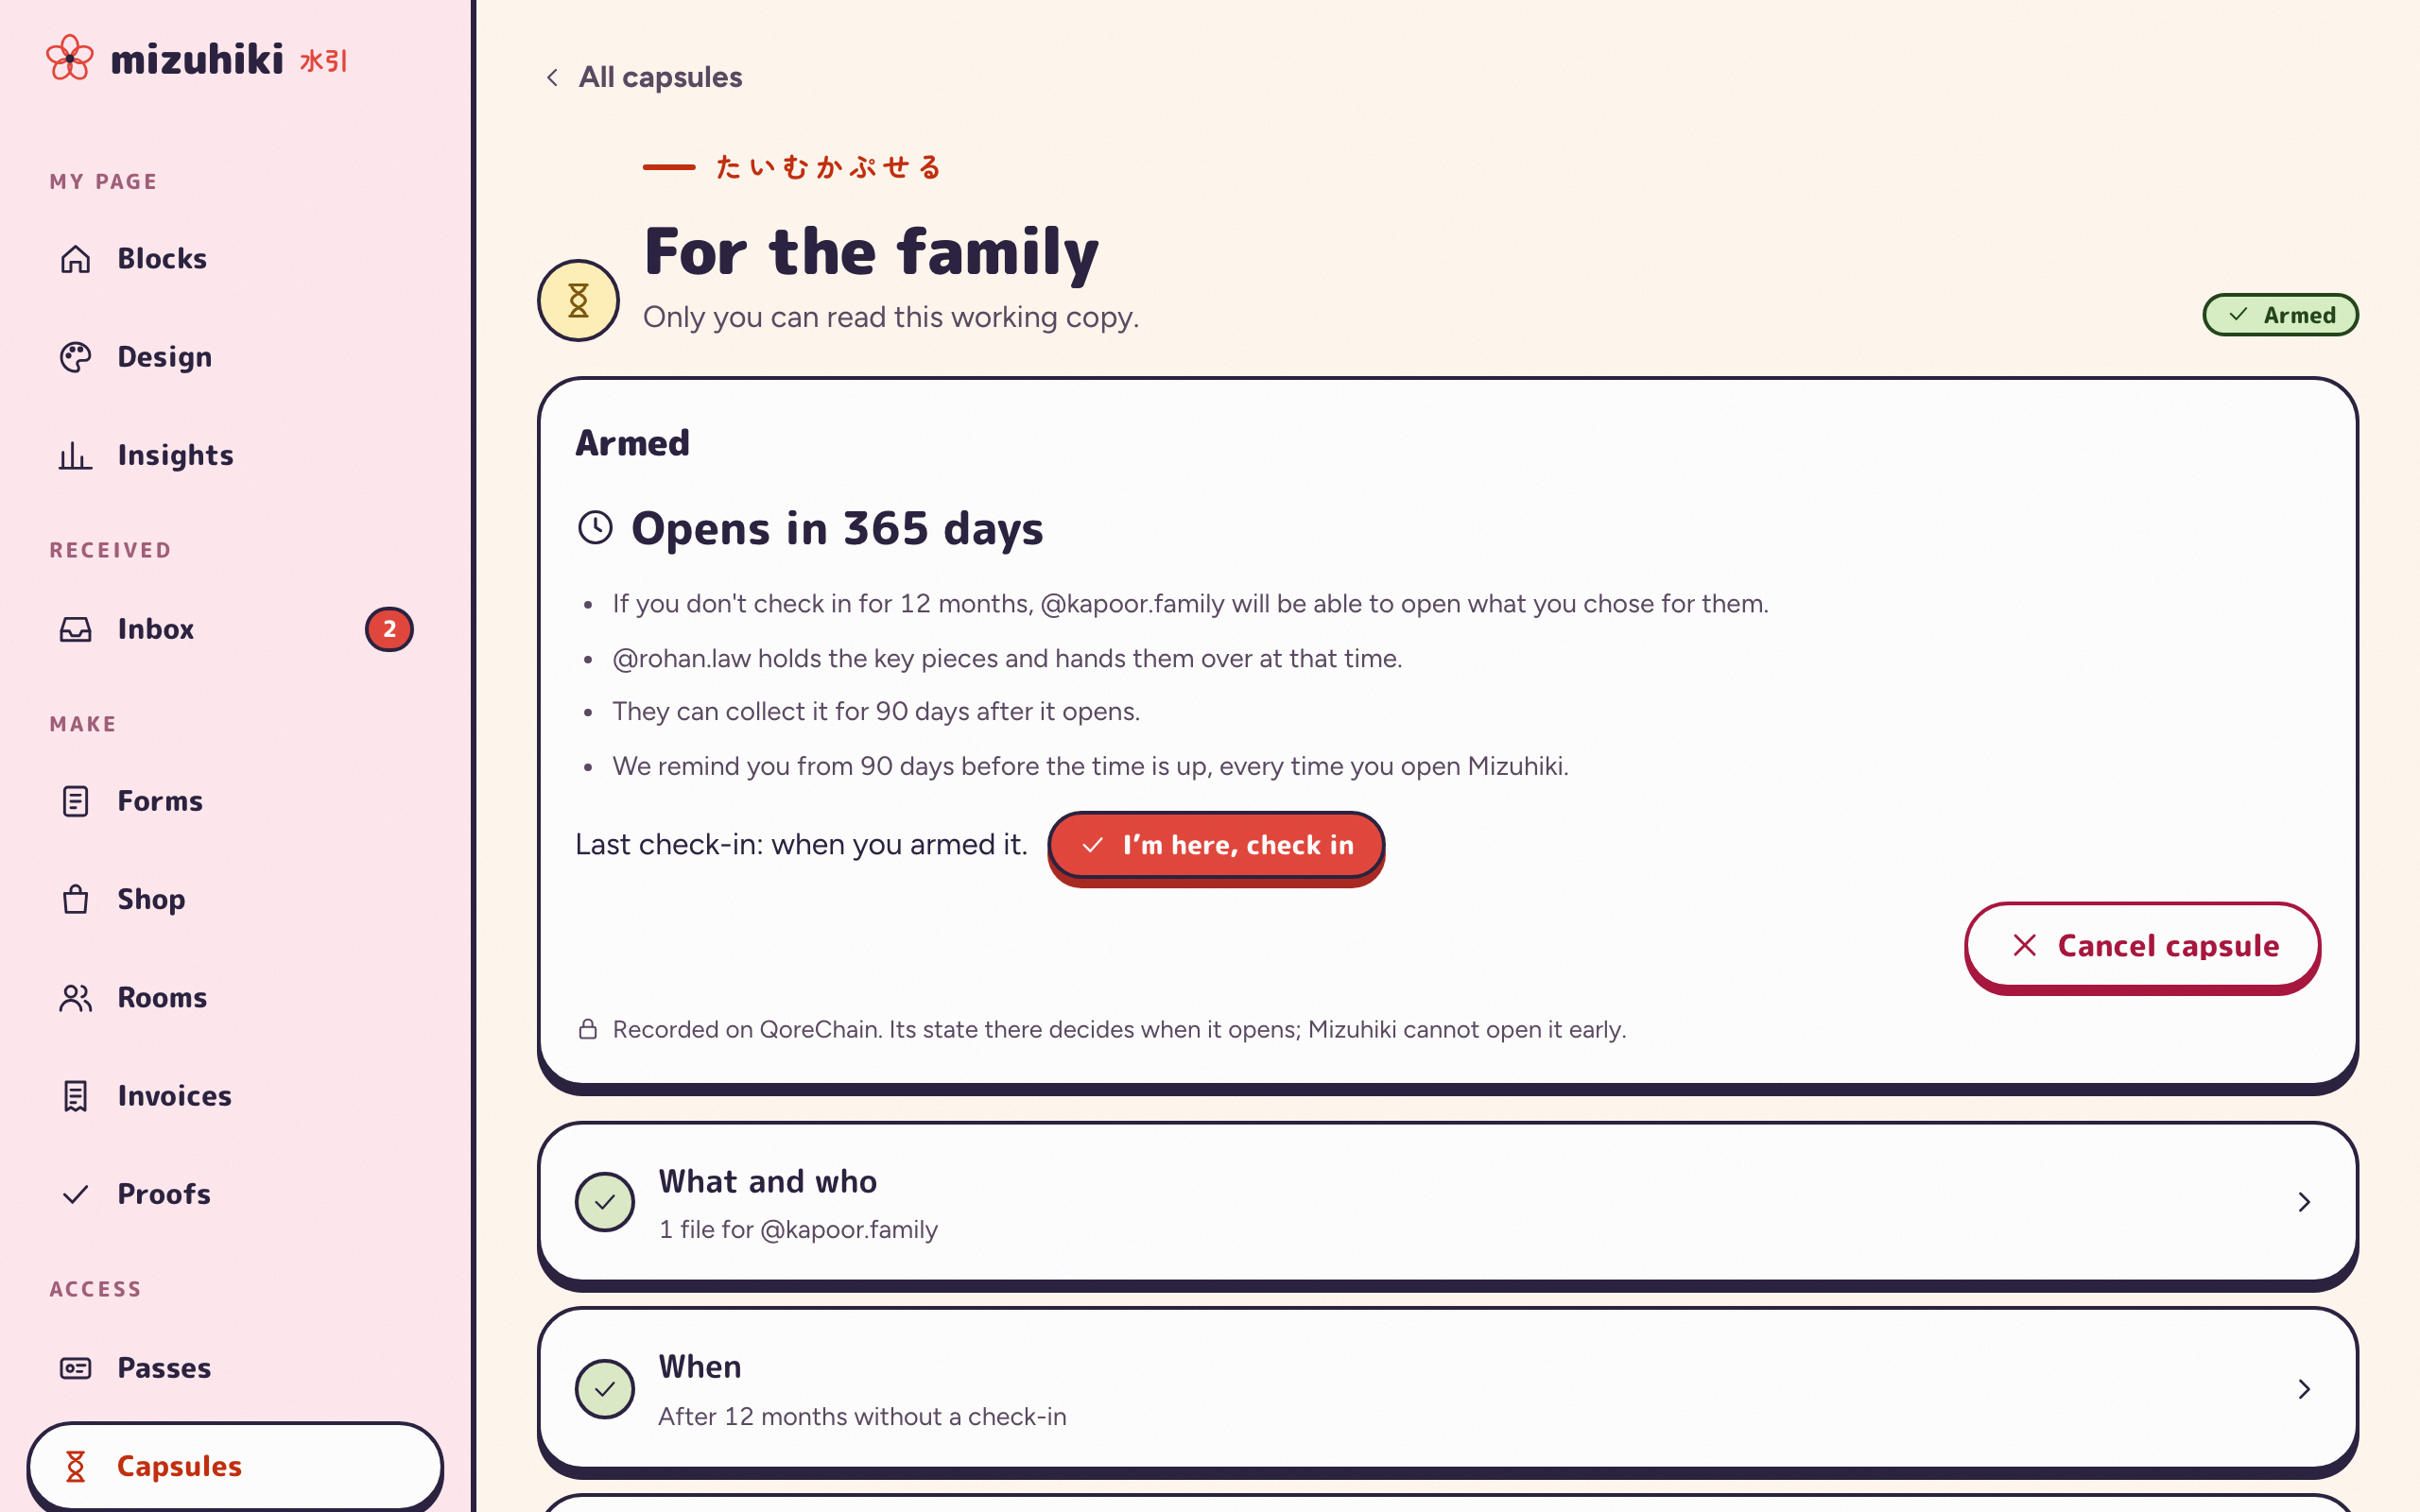 mizuhiki 水引
MY PAGE
Blocks
Design
Insights
RECEIVED
Inbox 2
MAKE
Forms
Shop
Rooms
Invoices
Proofs
ACCESS
Passes
Capsules
All capsules
たいむかぷせる
For the family
Only you can read this working copy.
Armed
Armed
Opens in 365 days
• If you don't check in for 12 months, @kapoor.family will be able to open what you chose for them.
• @rohan.law holds the key pieces and hands them over at that time.
• They can collect it for 90 days after it opens.
• We remind you from 90 days before the time is up, every time you open Mizuhiki.
Last check-in: when you armed it. I’m here, check in
Cancel capsule
Recorded on QoreChain. Its state there decides when it opens; Mizuhiki cannot open it early.
What and who
1 file for @kapoor.family
When
After 12 months without a check-in